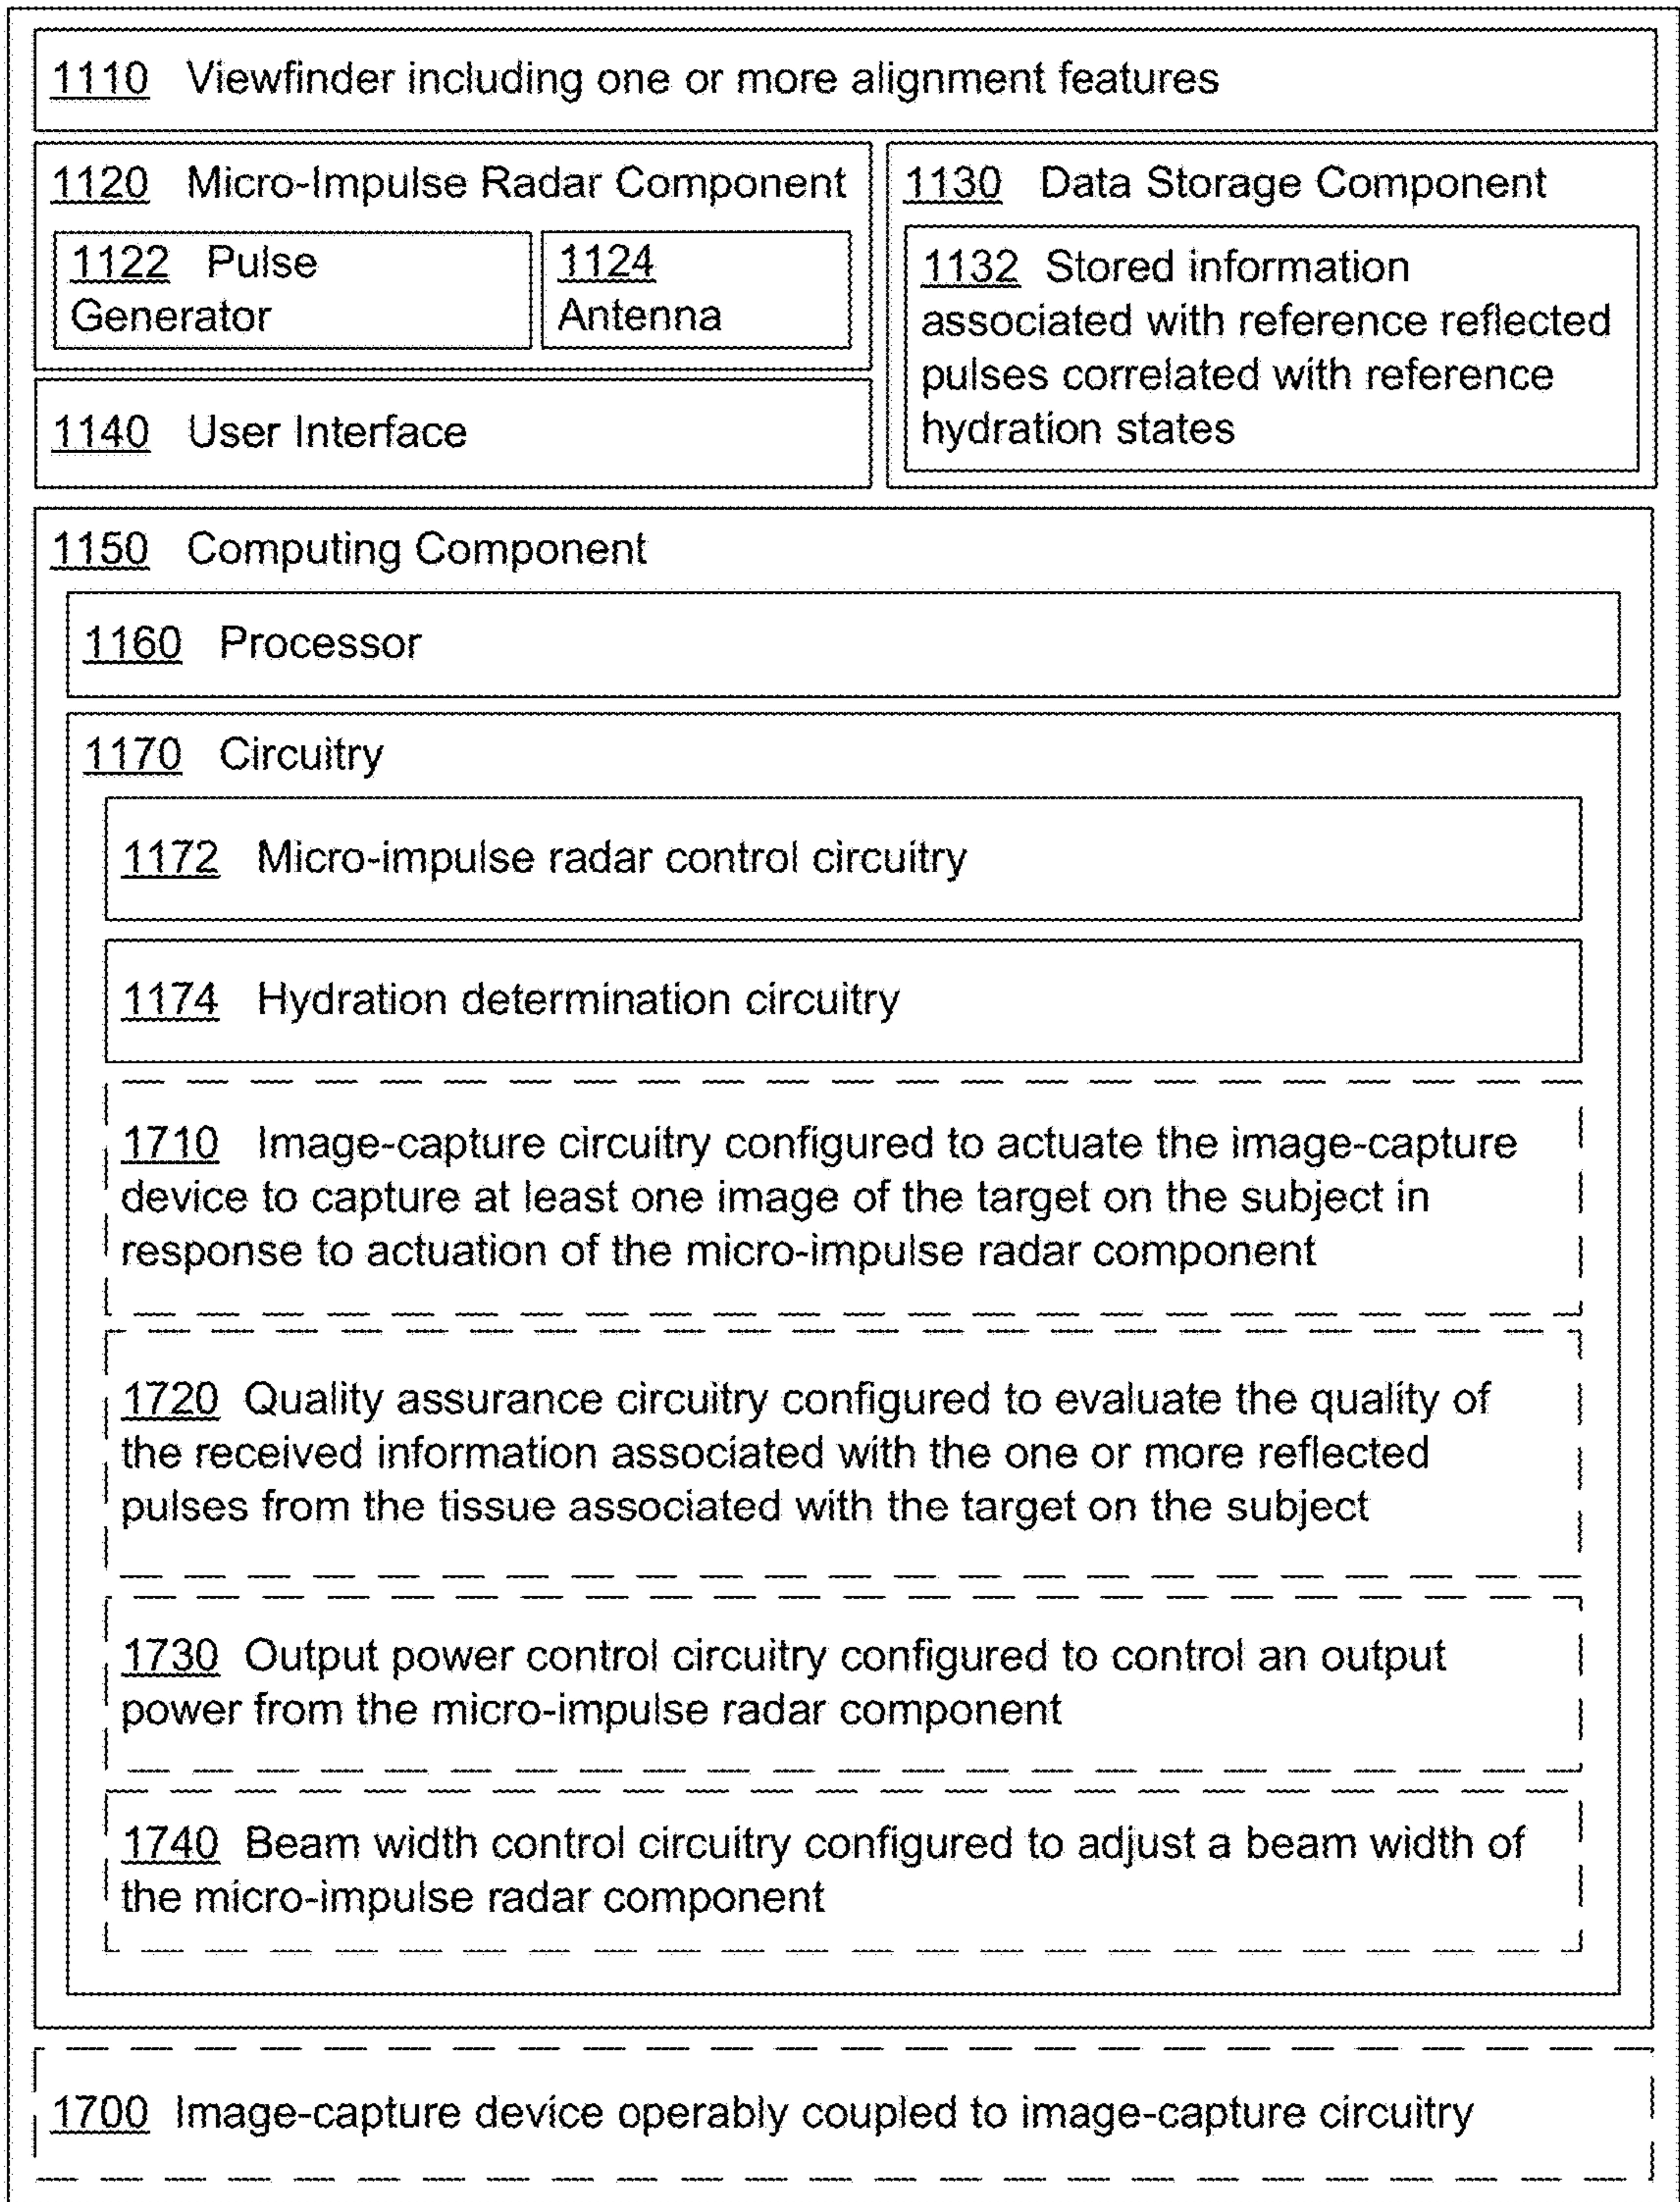 1110 Viewfinder including one or more alignment features
1120 Micro-Impulse Radar Component
1122 Pulse
Generator
1124
Antenna
1130 Data Storage Component
1132 Stored information
associated with reference reflected
pulses correlated with reference
hydration states
1140 User Interface
1150 Computing Component
1160 Processor
1170 Circuitry
1172 Micro-impulse radar control circuitry
1174 Hydration determination circuitry
1710 Image-capture circuitry configured to actuate the image-capture
device to capture at least one image of the target on the subject in
response to actuation of the micro-impulse radar component
1720 Quality assurance circuitry configured to evaluate the quality of
the received information associated with the one or more reflected
pulses from the tissue associated with the target on the subject
1730 Output power control circuitry configured to control an output
power from the micro-impulse radar component
1740 Beam width control circuitry configured to adjust a beam width of
the micro-impulse radar component
1700 Image-capture device operably coupled to image-capture circuitry